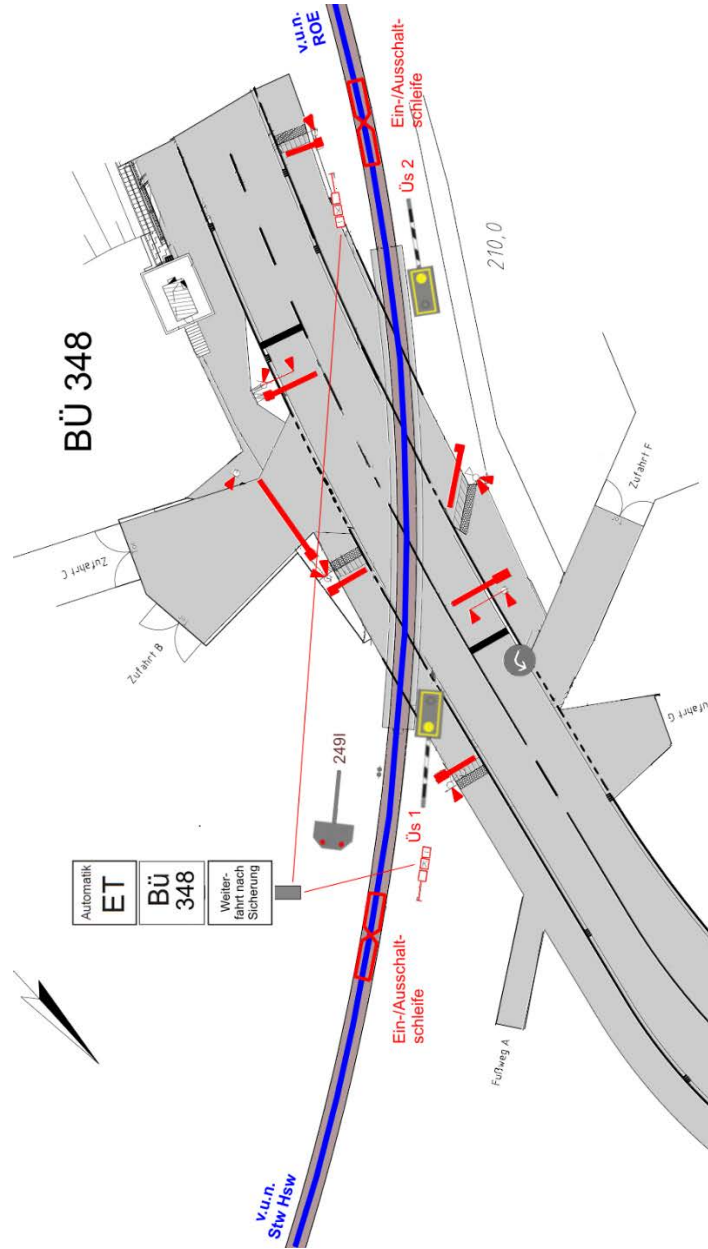 v.u.n.
ROE
Ein-/Ausschalt-
schleife
Üs 2
210,0
BÜ 348
Zufahrt C
Zufahrt B
Zufahrt F
Zufahrt G
249I
Üs 1
Automatik
ET
Bü
348
Weiter-
fahrt nach
Sicherung
Ein-/Ausschalt-
schleife
Fußweg A
v.u.n.
Stw Hsw